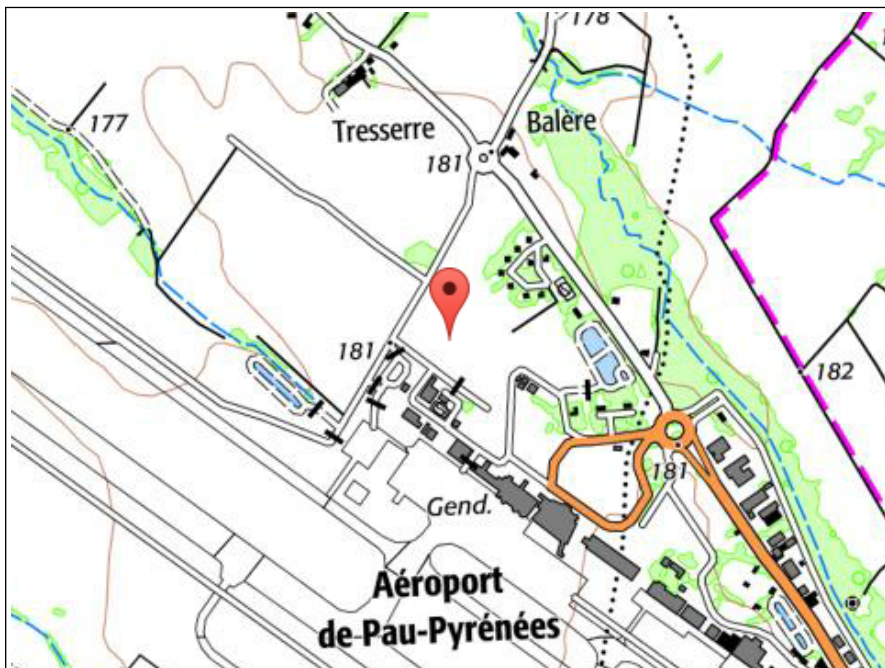 178
177
Tresserre
Balère
181
181
182
181
Gend.
Aéroport
de-Pau-Pyrénées